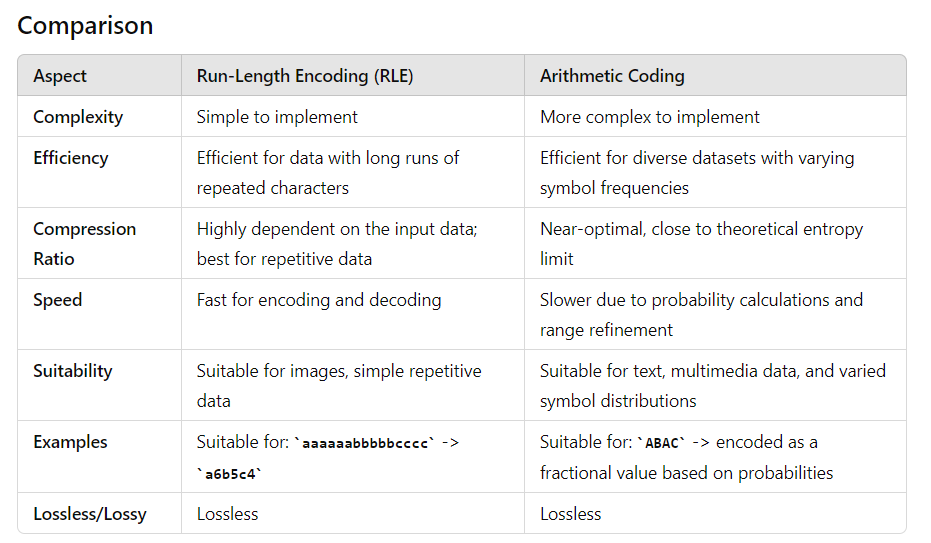 Comparison
Aspect
Run-Length Encoding (RLE)
Arithmetic Coding
Complexity
Simple to implement
More complex to implement
Efficiency
Efficient for data with long runs of
repeated characters
Efficient for diverse datasets with varying
symbol frequencies
Compression
Ratio
Highly dependent on the input data;
best for repetitive data
Near-optimal, close to theoretical entropy
limit
Speed
Fast for encoding and decoding
Slower due to probability calculations and
range refinement
Suitability
Suitable for images, simple repetitive
data
Suitable for text, multimedia data, and varied
symbol distributions
Examples
Suitable for: `aaaaaabbbbbcccc` ->
`a6b5c4`
Suitable for: `ABAC` -> encoded as a
fractional value based on probabilities
Lossless/Lossy
Lossless
Lossless